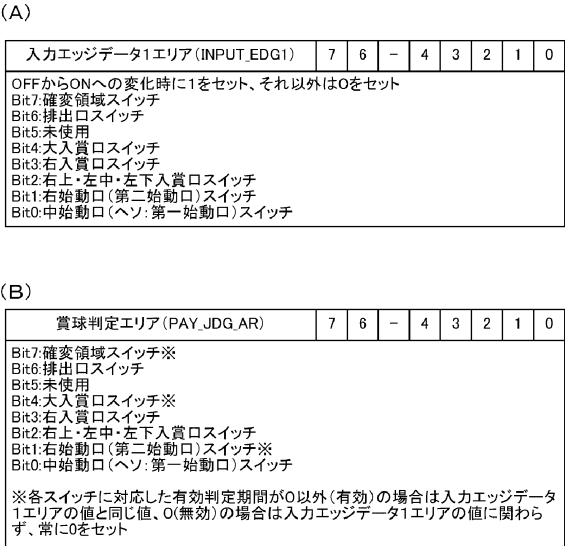 (A)
入力エッジデータ1エリア(INPUT_EDG1) 7 6 - 4 3 2 1 0
OFFからONへの変化時に1をセット、それ以外は0をセット
Bit7:確変領域スイッチ
Bit6:排出口スイッチ
Bit5:未使用
Bit4:大入賞口スイッチ
Bit3:右入賞口スイッチ
Bit2:右上・左中・左下入賞口スイッチ
Bit1:右始動口(第二始動口)スイッチ
Bit0:中始動口(ヘソ:第一始動口)スイッチ
(B)
賞球判定エリア(PAY_JDG_AR) 7 6 - 4 3 2 1 0
Bit7:確変領域スイッチ※
Bit6:排出口スイッチ
Bit5:未使用
Bit4:大入賞口スイッチ※
Bit3:右入賞口スイッチ
Bit2:右上・左中・左下入賞口スイッチ
Bit1:右始動口(第二始動口)スイッチ※
Bit0:中始動口(ヘソ:第一始動口)スイッチ
※各スイッチに対応した有効判定期間が0以外(有効)の場合は入力エッジデータ
1エリアの値と同じ値、0(無効)の場合は入力エッジデータ1エリアの値に関わら
ず、常に0をセット